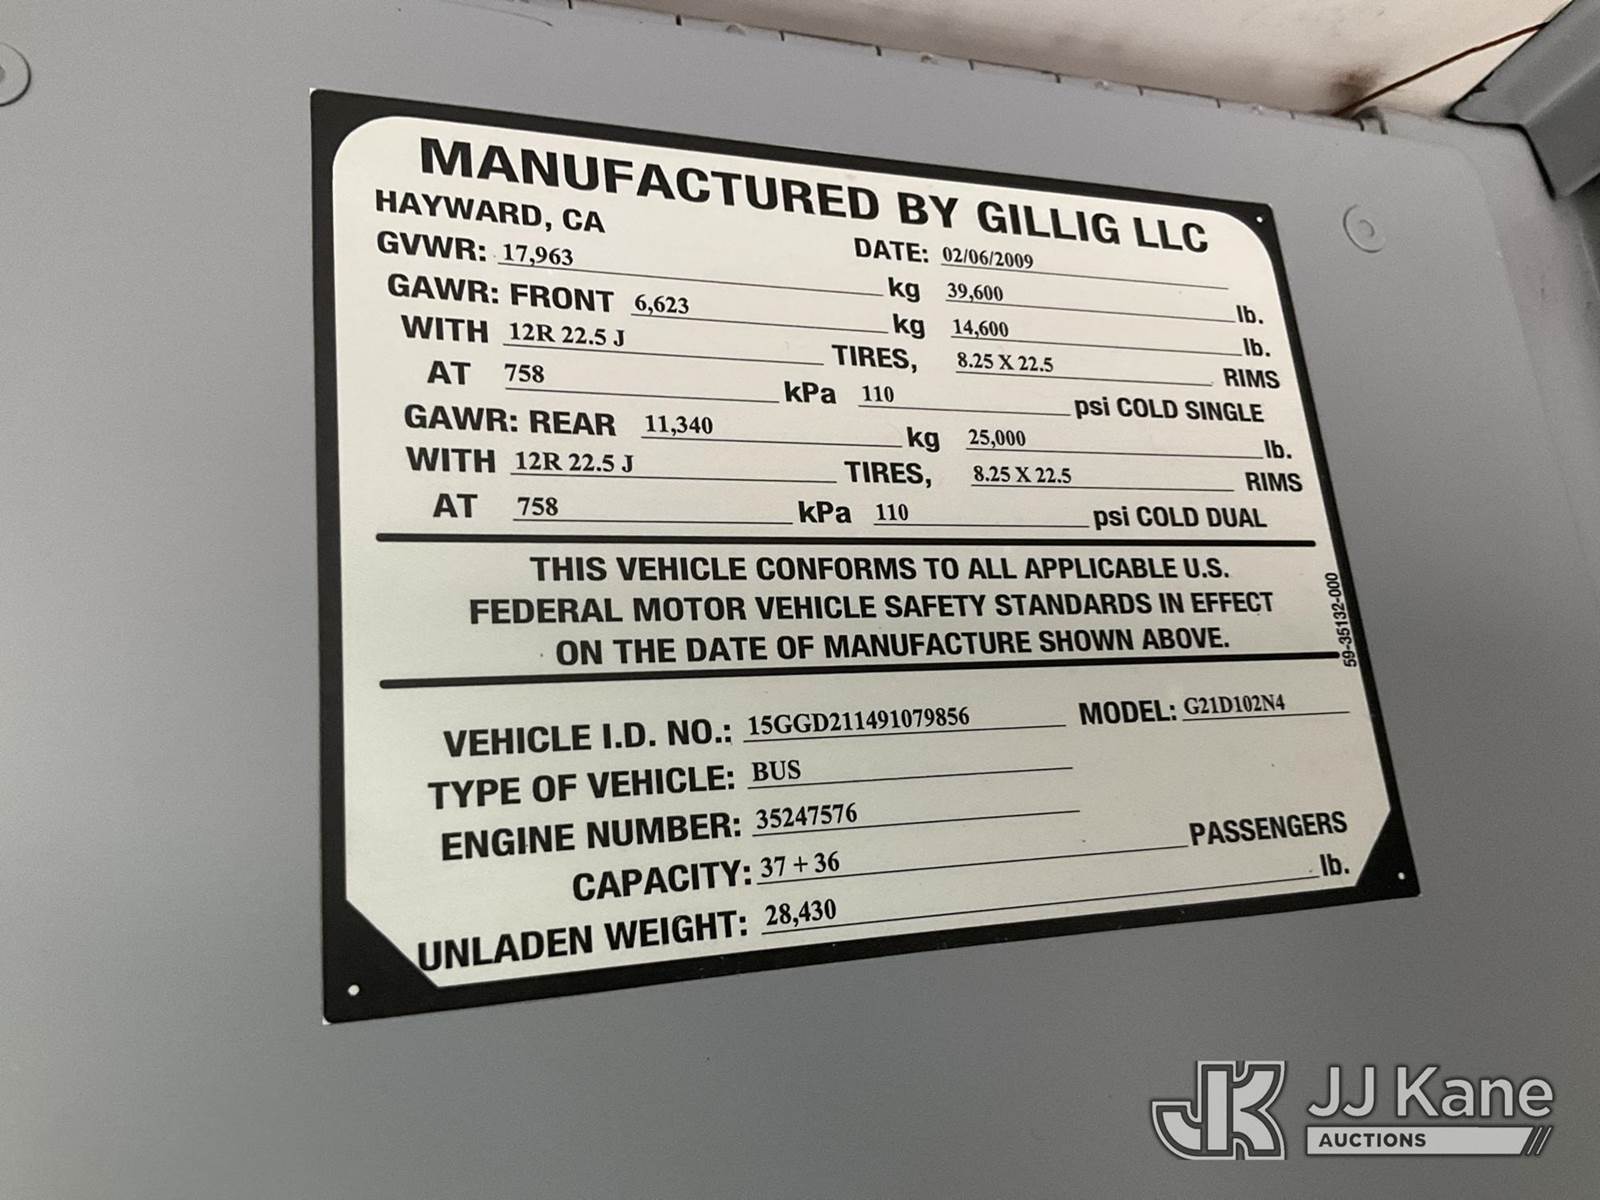 MANUFACTURED BY GILLIG LLC
HAYWARD, CA
DATE: 02/06/2009
GVWR: 17,963 kg 39,600 lb.
GAWR: FRONT 6,623 kg 14,600 lb.
WITH 12R 22.5 J TIRES, 8.25 X 22.5 RIMS
AT 758 kPa 110 psi COLD SINGLE
GAWR: REAR 11,340 kg 25,000 lb.
WITH 12R 22.5 J TIRES, 8.25 X 22.5 RIMS
AT 758 kPa 110 psi COLD DUAL
THIS VEHICLE CONFORMS TO ALL APPLICABLE U.S.
FEDERAL MOTOR VEHICLE SAFETY STANDARDS IN EFFECT
ON THE DATE OF MANUFACTURE SHOWN ABOVE.
59-35132-000
VEHICLE I.D. NO.: 15GGD211491079856 MODEL: G21D102N4
TYPE OF VEHICLE: BUS
ENGINE NUMBER: 35247576
CAPACITY: 37 + 36 PASSENGERS
UNLADEN WEIGHT: 28,430 lb.
JK JJ Kane
AUCTIONS